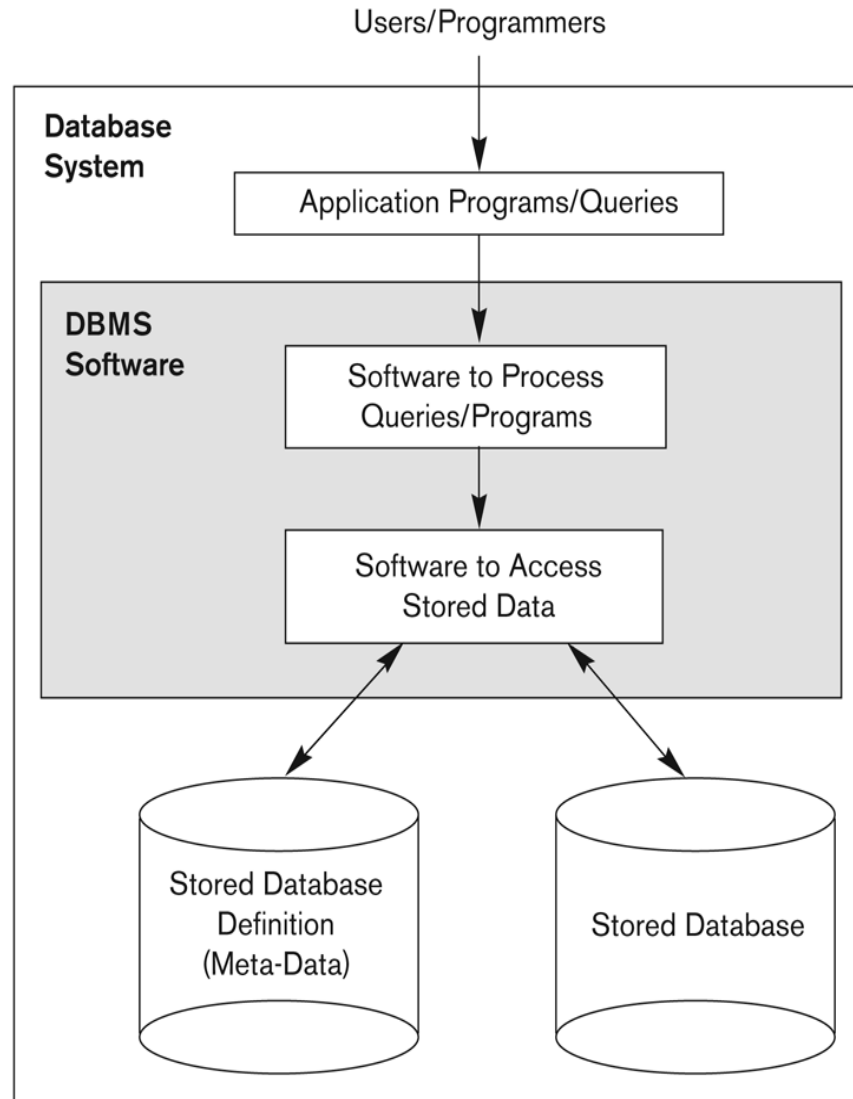 Users/Programmers
Database
System
Application Programs/Queries
DBMS
Software
Software to Process
Queries/Programs
Software to Access
Stored Data
Stored Database
Definition
(Meta-Data)
Stored Database